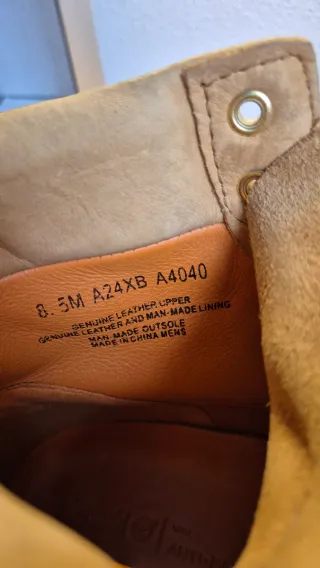 8.5M A24XB A4040
GENUINE LEATHER UPPER
GENUINE LEATHER AND MAN-MADE LINING
MAN-MADE OUTSOLE
MADE IN CHINA MENS